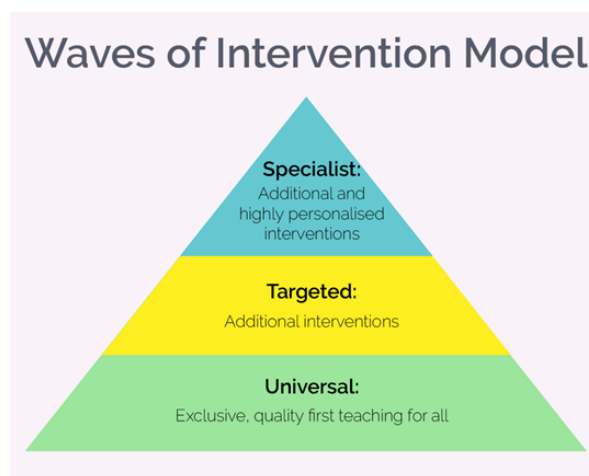 Waves of Intervention Model
Specialist:
Additional and
highly personalised
interventions
Targeted:
Additional interventions
Universal:
Exclusive, quality first teaching for all